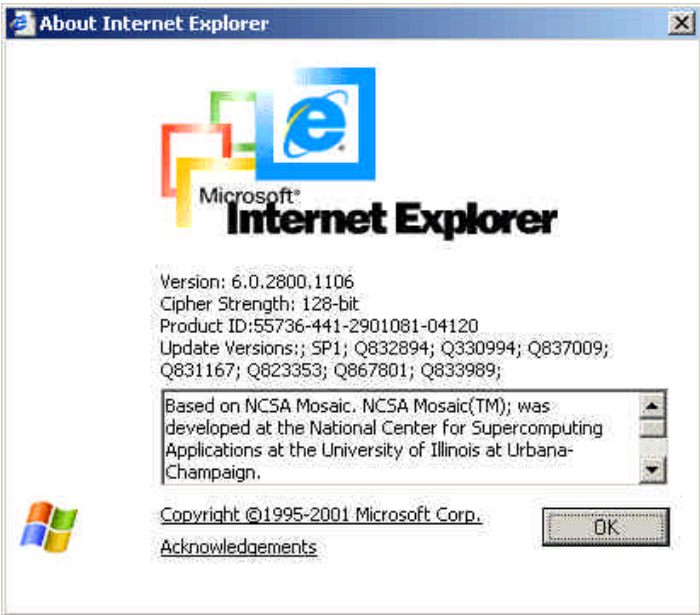 About Internet Explorer
Microsoft®
Internet Explorer
Version: 6.0.2800.1106
Cipher Strength: 128-bit
Product ID:55736-441-2901081-04120
Update Versions:; SP1; Q832894; Q330994; Q837009;
Q831167; Q823353; Q867801; Q833989;
Based on NCSA Mosaic. NCSA Mosaic(TM); was
developed at the National Center for Supercomputing
Applications at the University of Illinois at Urbana-
Champaign.
Copyright ©1995-2001 Microsoft Corp.
OK
Acknowledgements